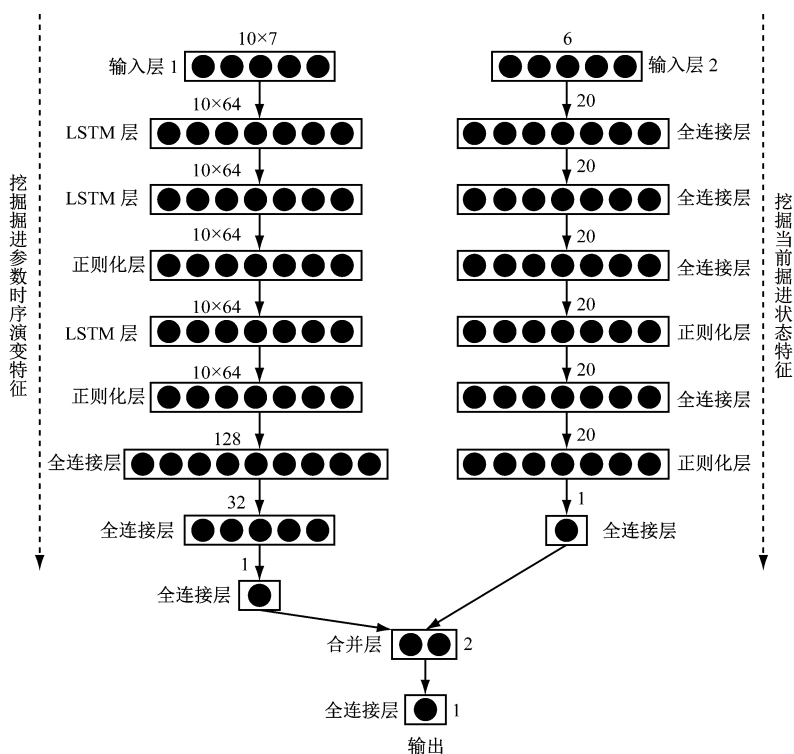 10×7
输入层 1
10×64
LSTM 层
10×64
LSTM 层
10×64
正则化层
10×64
LSTM 层
10×64
正则化层
128
全连接层
32
全连接层
1
全连接层
挖掘掘进参数时序演变特征
6
输入层 2
20
全连接层
20
全连接层
20
全连接层
20
正则化层
20
全连接层
20
正则化层
1
全连接层
挖掘当前掘进状态特征
合并层
2
全连接层
1
输出